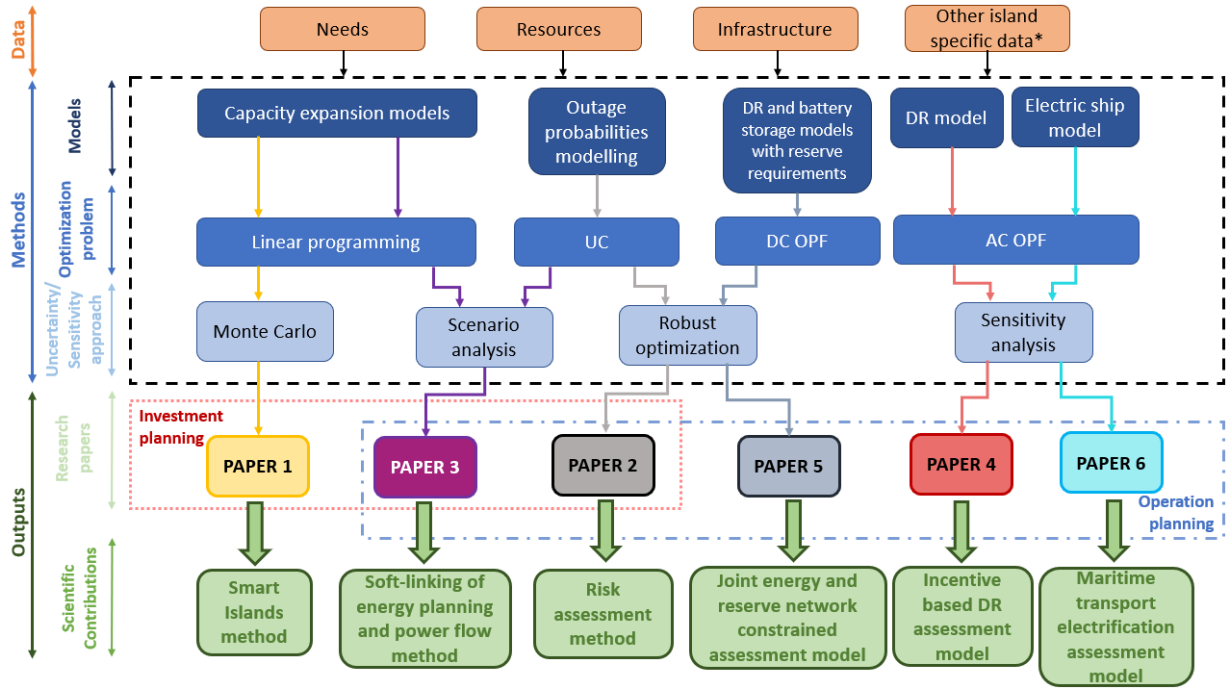 Data
Needs
Resources
Infrastructure
Other island
specific data*
Methods
Models
Capacity expansion models
Outage
probabilities
modelling
DR and battery
storage models
with reserve
requirements
DR model
Electric ship
model
Optimization
problem
Linear programming
UC
DC OPF
AC OPF
Uncertainty/
Sensitivity
approach
Monte Carlo
Scenario
analysis
Robust
optimization
Sensitivity
analysis
Outputs
Research
papers
Investment
planning
PAPER 1
PAPER 3
PAPER 2
PAPER 5
PAPER 4
PAPER 6
Operation
planning
Scientific
Contributions
Smart
Islands
method
Soft-linking of
energy planning
and power flow
method
Risk
assessment
method
Joint energy and
reserve network
constrained
assessment model
Incentive
based DR
assessment
model
Maritime
transport
electrification
assessment
model